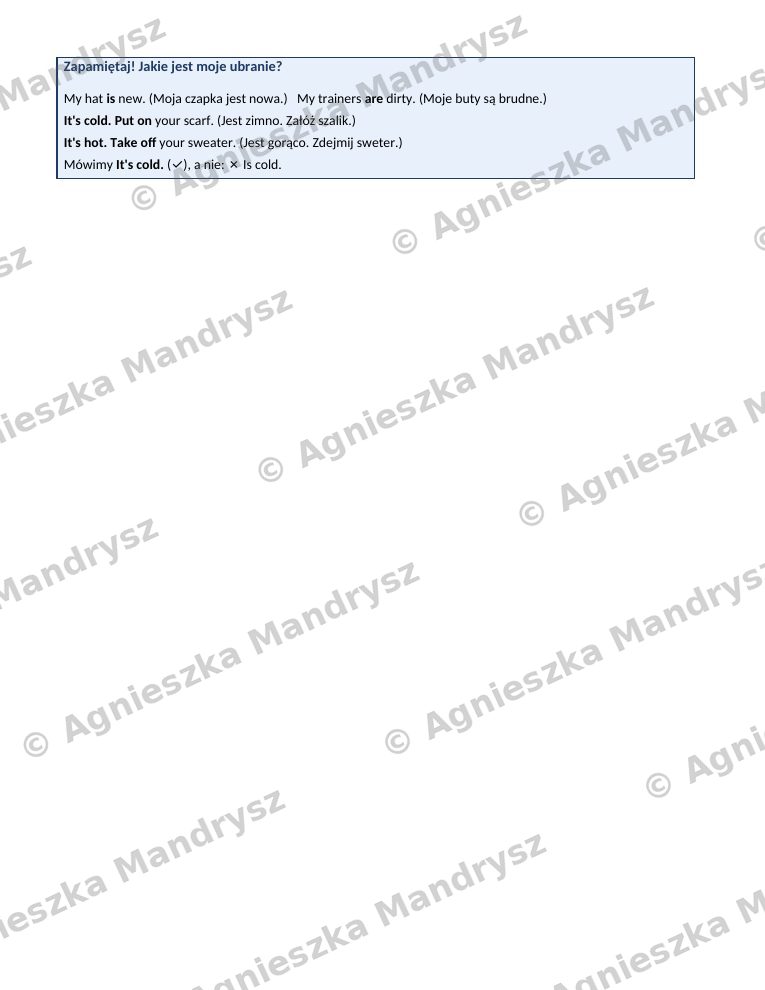 Zapamiętaj! Jakie jest moje ubranie?
My hat is new. (Moja czapka jest nowa.)   My trainers are dirty. (Moje buty są brudne.)
It's cold. Put on your scarf. (Jest zimno. Załóż szalik.)
It's hot. Take off your sweater. (Jest gorąco. Zdejmij sweter.)
Mówimy It's cold. (✓), a nie: ✗ Is cold.
© Agnieszka Mandrysz